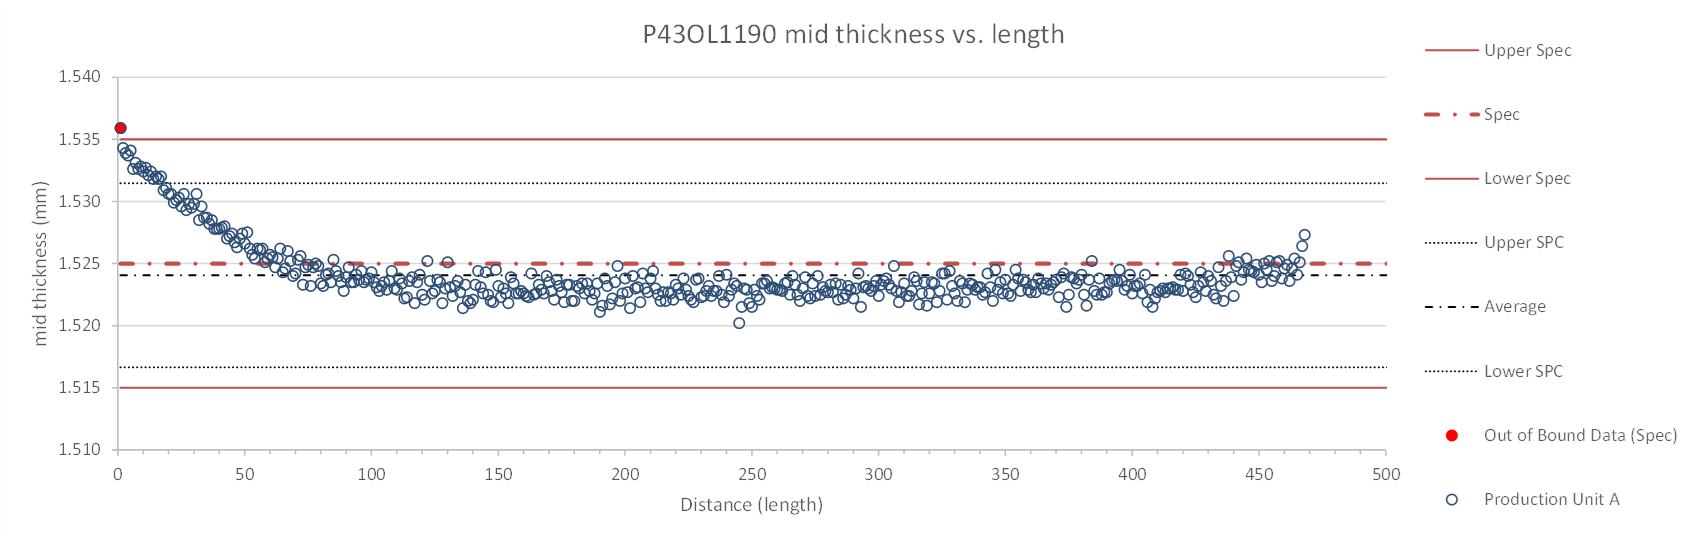 P43OL1190 mid thickness vs. length
1.540
1.535
1.530
1.525
1.520
1.515
1.510
mid thickness (mm)
0 50 100 150 200 250 300 350 400 450 500
Distance (length)
Upper Spec
Spec
Lower Spec
Upper SPC
Average
Lower SPC
Out of Bound Data (Spec)
Production Unit A